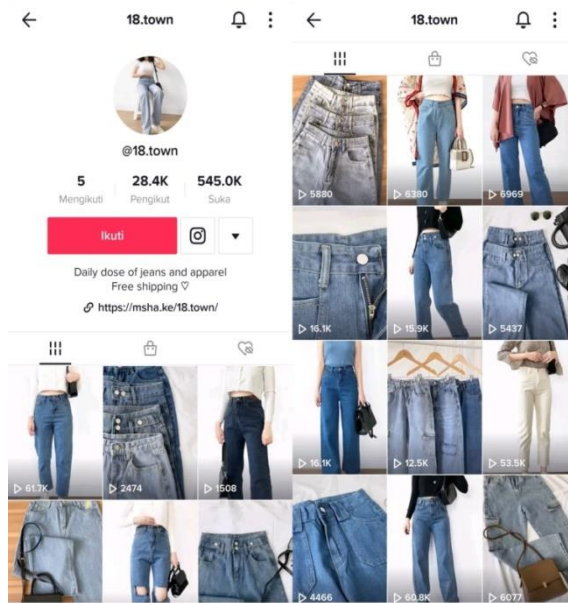 18.town
@18.town
5 28.4K 545.0K
Mengikuti Pengikut Suka
Ikuti
Daily dose of jeans and apparel
Free shipping ♡
https://msha.ke/18.town/
61.7K 2474 1508
18.town
5880 6380 6969
16.1K 15.9K 5437
16.1K 12.5K 53.5K
4466 60.8K 6077